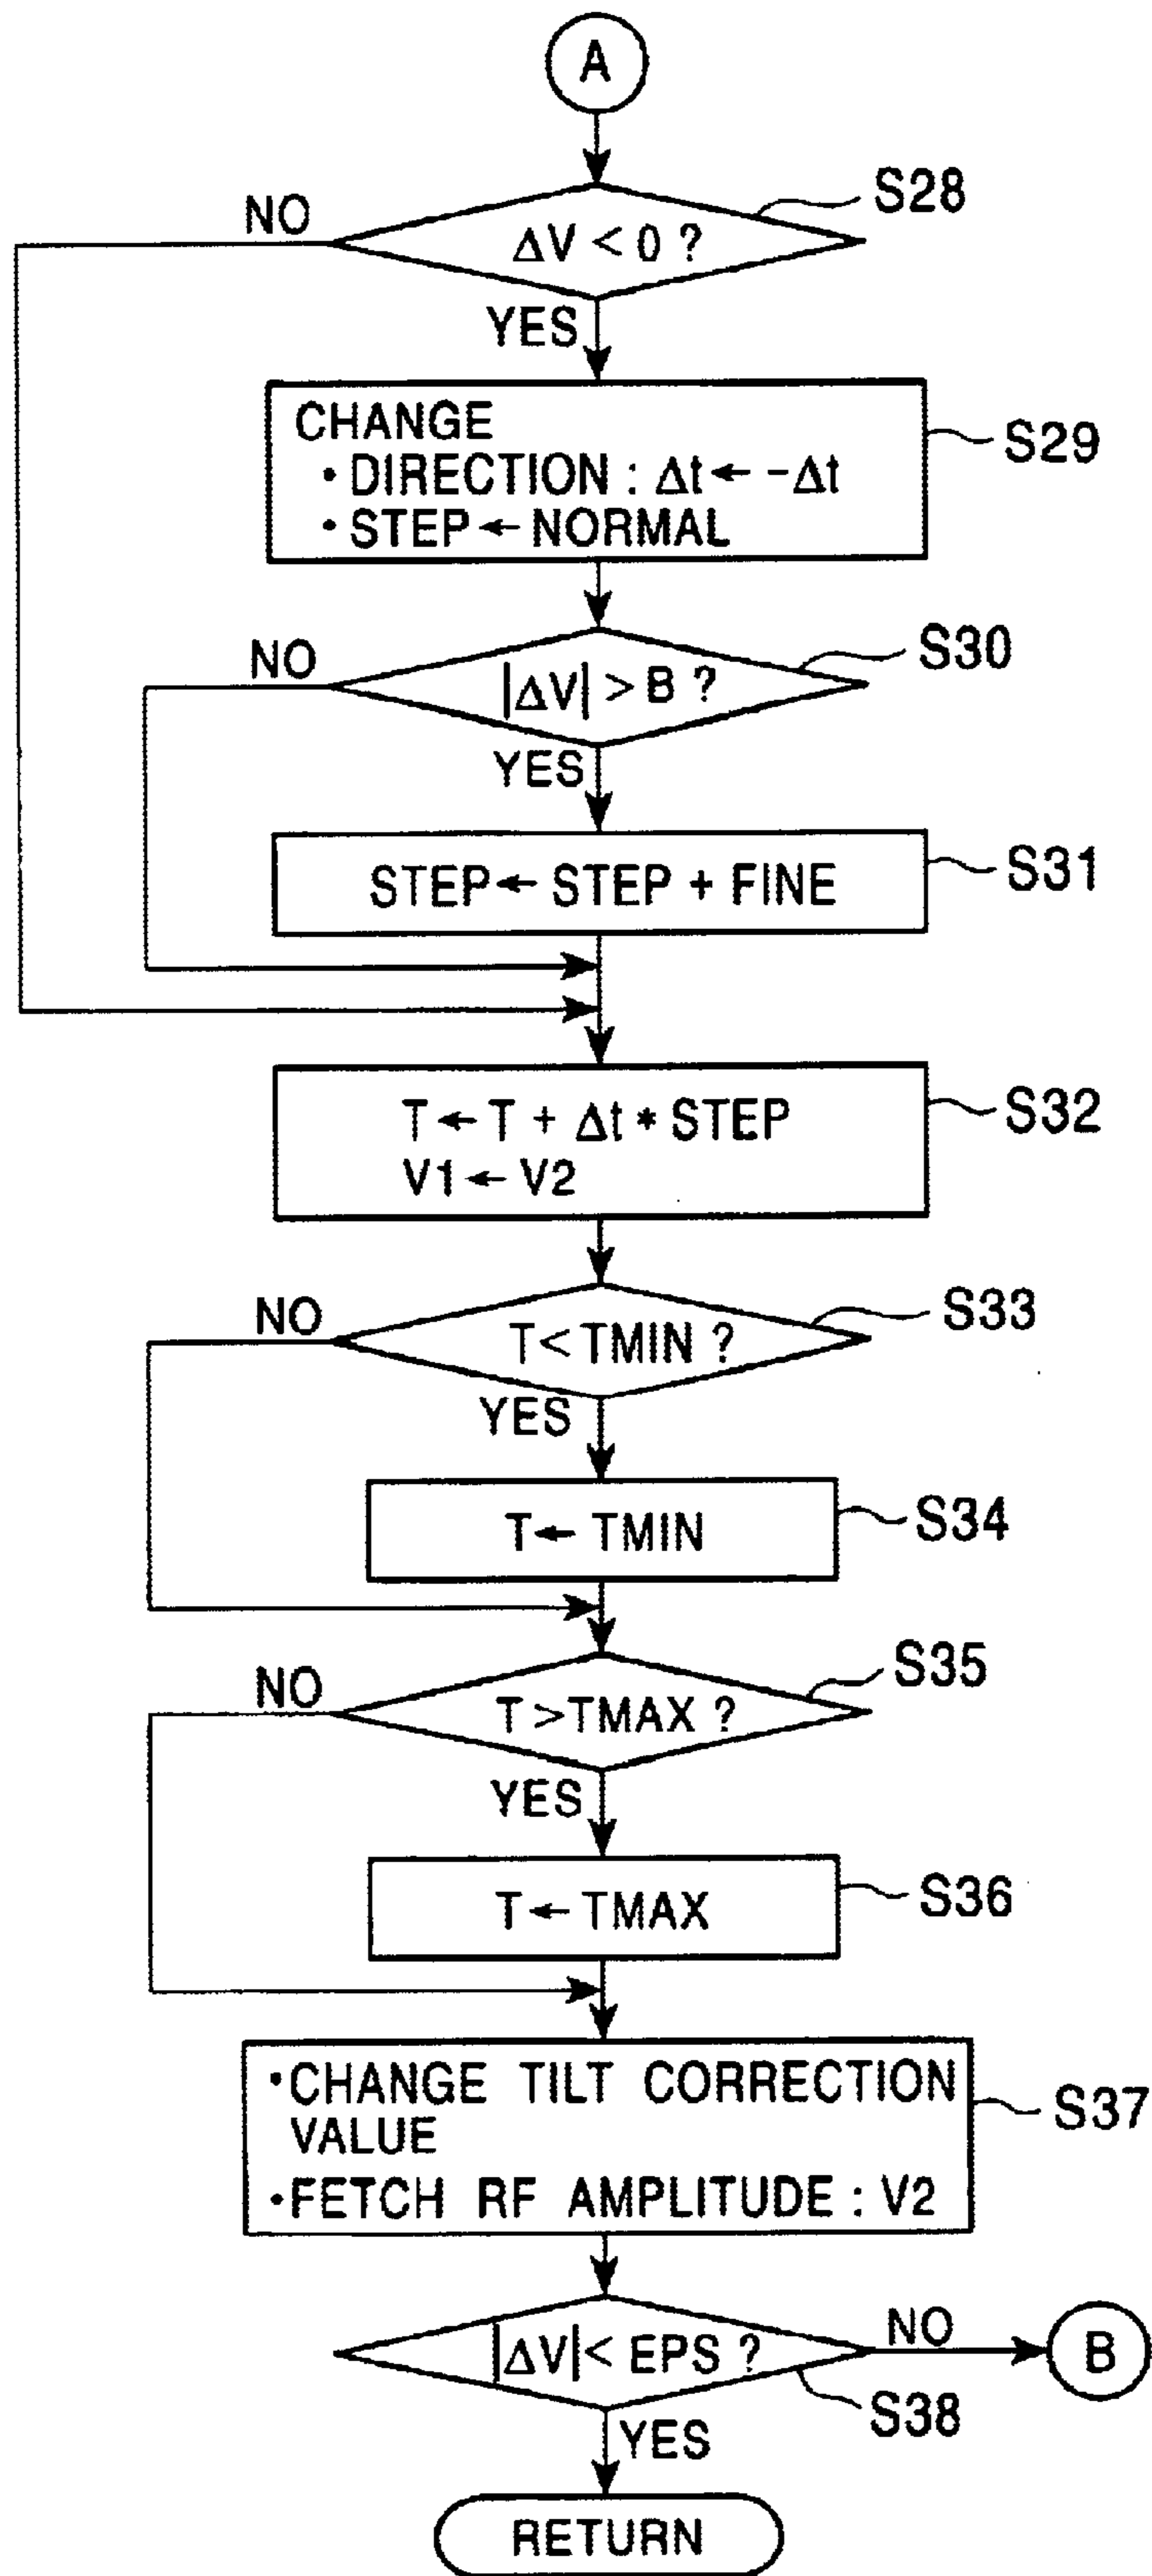 A
S28
NO
ΔV < 0 ?
YES
CHANGE
• DIRECTION : Δt ← -Δt
• STEP ← NORMAL
S29
S30
NO
|ΔV| > B ?
YES
STEP ← STEP + FINE
S31
T ← T + Δt * STEP
V1 ← V2
S32
S33
NO
T < TMIN ?
YES
T ← TMIN
S34
S35
NO
T > TMAX ?
YES
T ← TMAX
S36
•CHANGE TILT CORRECTION
VALUE
•FETCH RF AMPLITUDE : V2
S37
|ΔV| < EPS ?
NO
B
S38
YES
RETURN